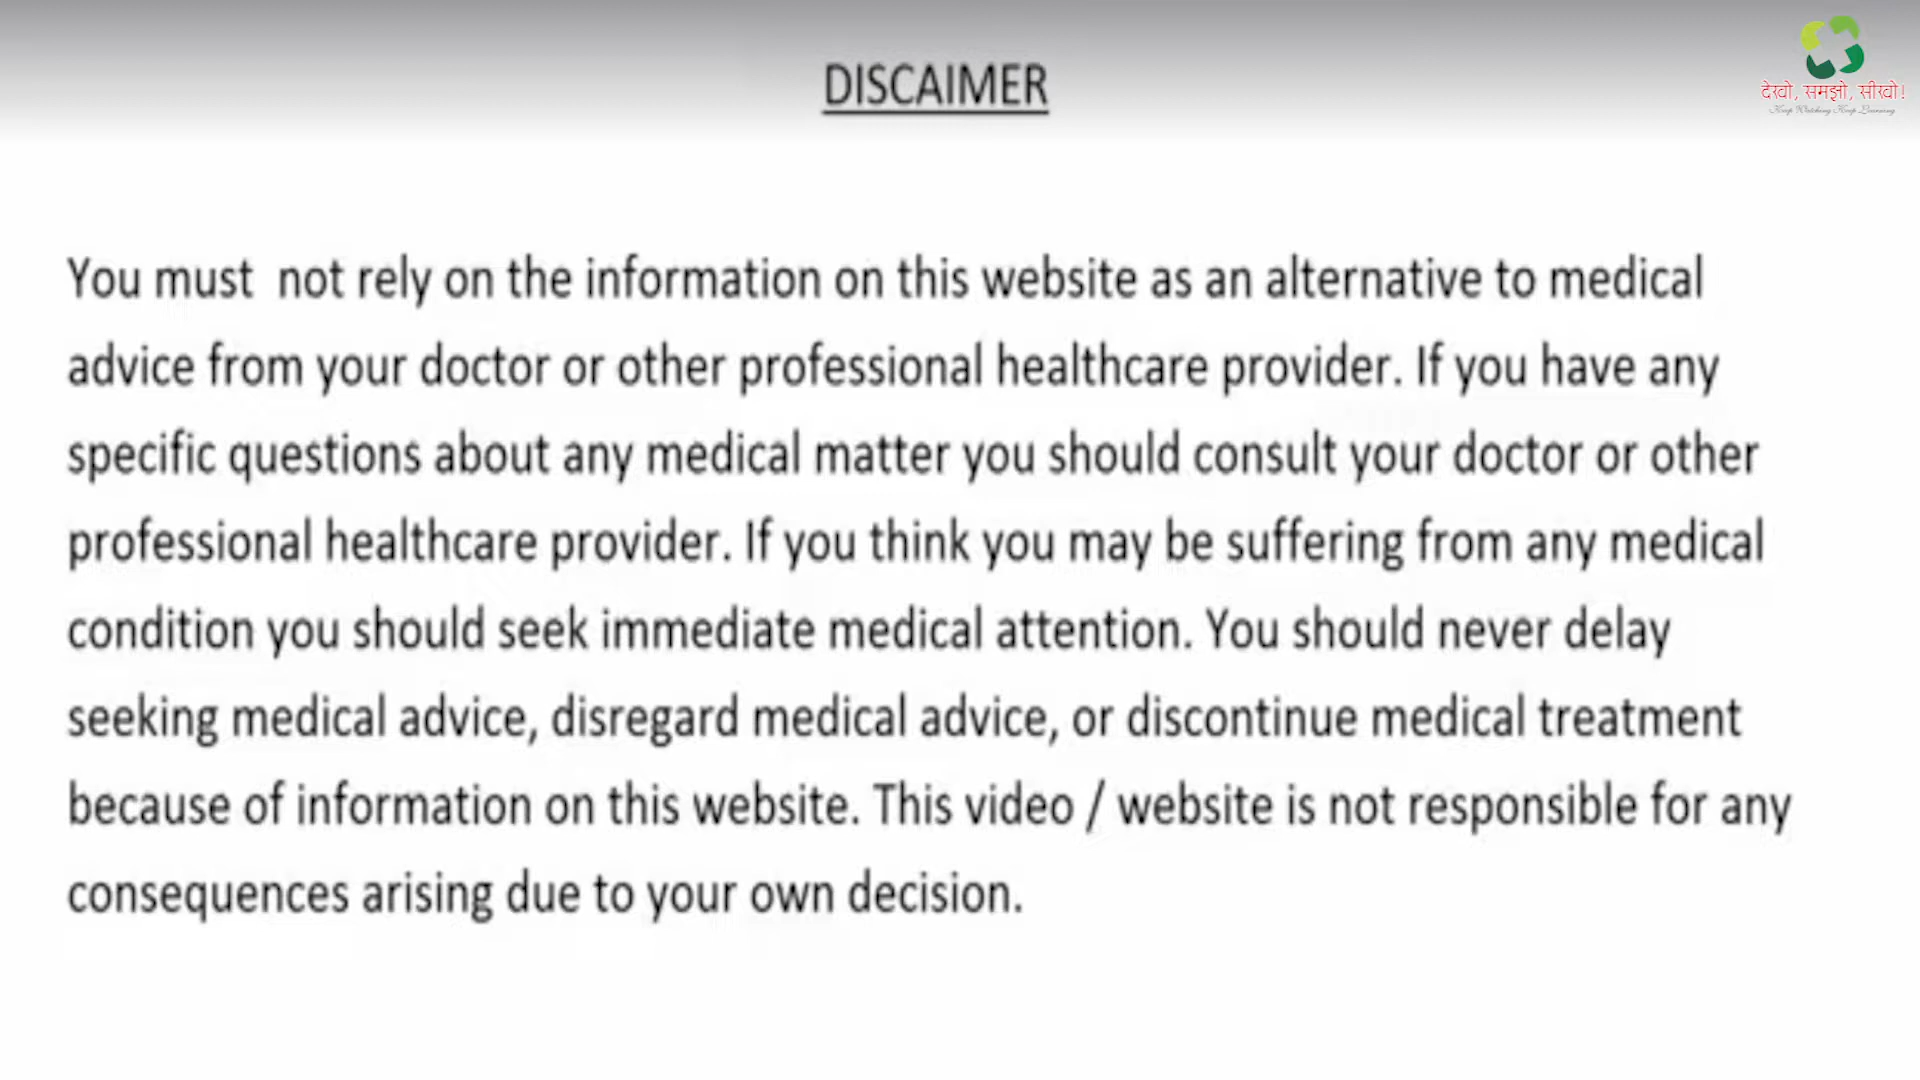 DISCAIMER
देखो, समझो, सीखो!
Keep Watching Keep Learning
You must  not rely on the information on this website as an alternative to medical
advice from your doctor or other professional healthcare provider. If you have any
specific questions about any medical matter you should consult your doctor or other
professional healthcare provider. If you think you may be suffering from any medical
condition you should seek immediate medical attention. You should never delay
seeking medical advice, disregard medical advice, or discontinue medical treatment
because of information on this website. This video / website is not responsible for any
consequences arising due to your own decision.